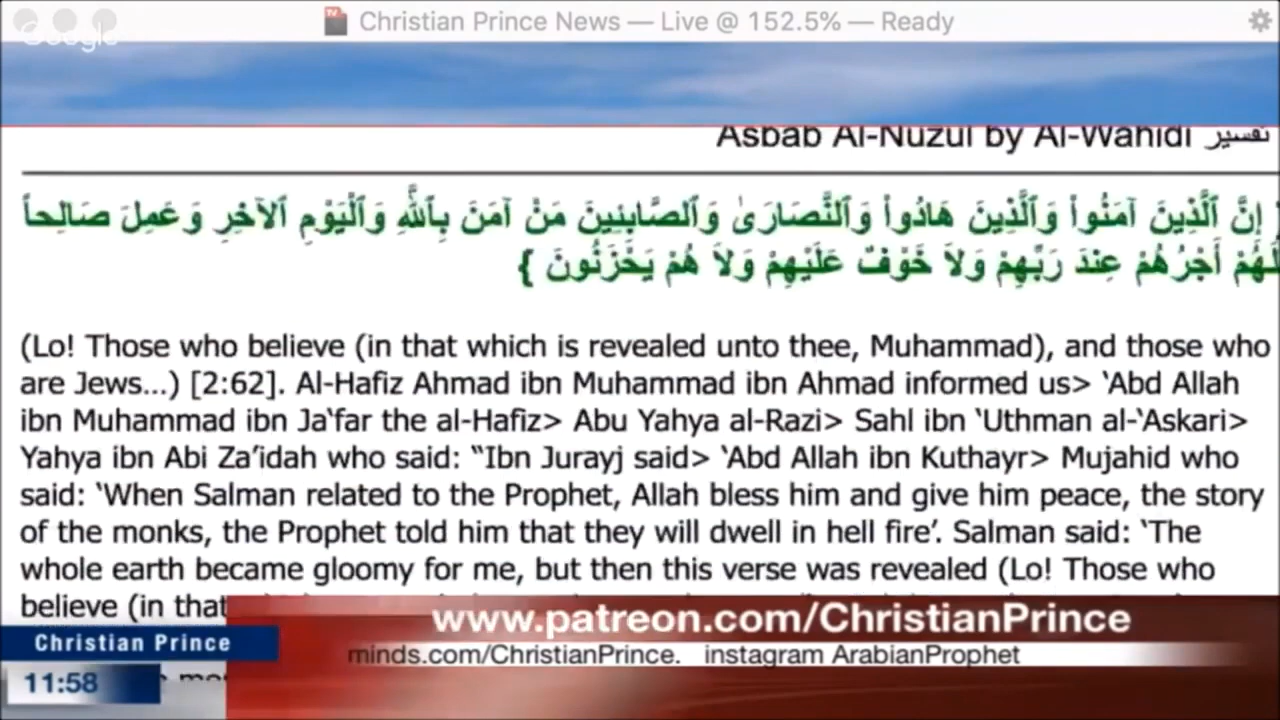 Christian Prince News — Live @ 152.5% — Ready
Google
Asbab Al-Nuzul by Al-Wahidi تفسير
إِنَّ ٱلَّذِينَ آمَنُواْ وَٱلَّذِينَ هَادُواْ وَٱلنَّصَارَىٰ وَٱلصَّابِئِينَ مَنْ آمَنَ بِٱللَّهِ وَٱلْيَوْمِ ٱلآخِرِ وَعَمِلَ صَالِحاً
لَهُمْ أَجْرُهُمْ عِندَ رَبِّهِمْ وَلاَ خَوْفٌ عَلَيْهِمْ وَلاَ هُمْ يَحْزَنُونَ }
(Lo! Those who believe (in that which is revealed unto thee, Muhammad), and those who
are Jews...) [2:62]. Al-Hafiz Ahmad ibn Muhammad ibn Ahmad informed us> ‘Abd Allah
ibn Muhammad ibn Ja‘far the al-Hafiz> Abu Yahya al-Razi> Sahl ibn ‘Uthman al-‘Askari>
Yahya ibn Abi Za’idah who said: “Ibn Jurayj said> ‘Abd Allah ibn Kuthayr> Mujahid who
said: ‘When Salman related to the Prophet, Allah bless him and give him peace, the story
of the monks, the Prophet told him that they will dwell in hell fire’. Salman said: ‘The
whole earth became gloomy for me, but then this verse was revealed (Lo! Those who
believe (in that
www.patreon.com/ChristianPrince
Christian Prince
minds.com/ChristianPrince. instagram ArabianProphet
11:58